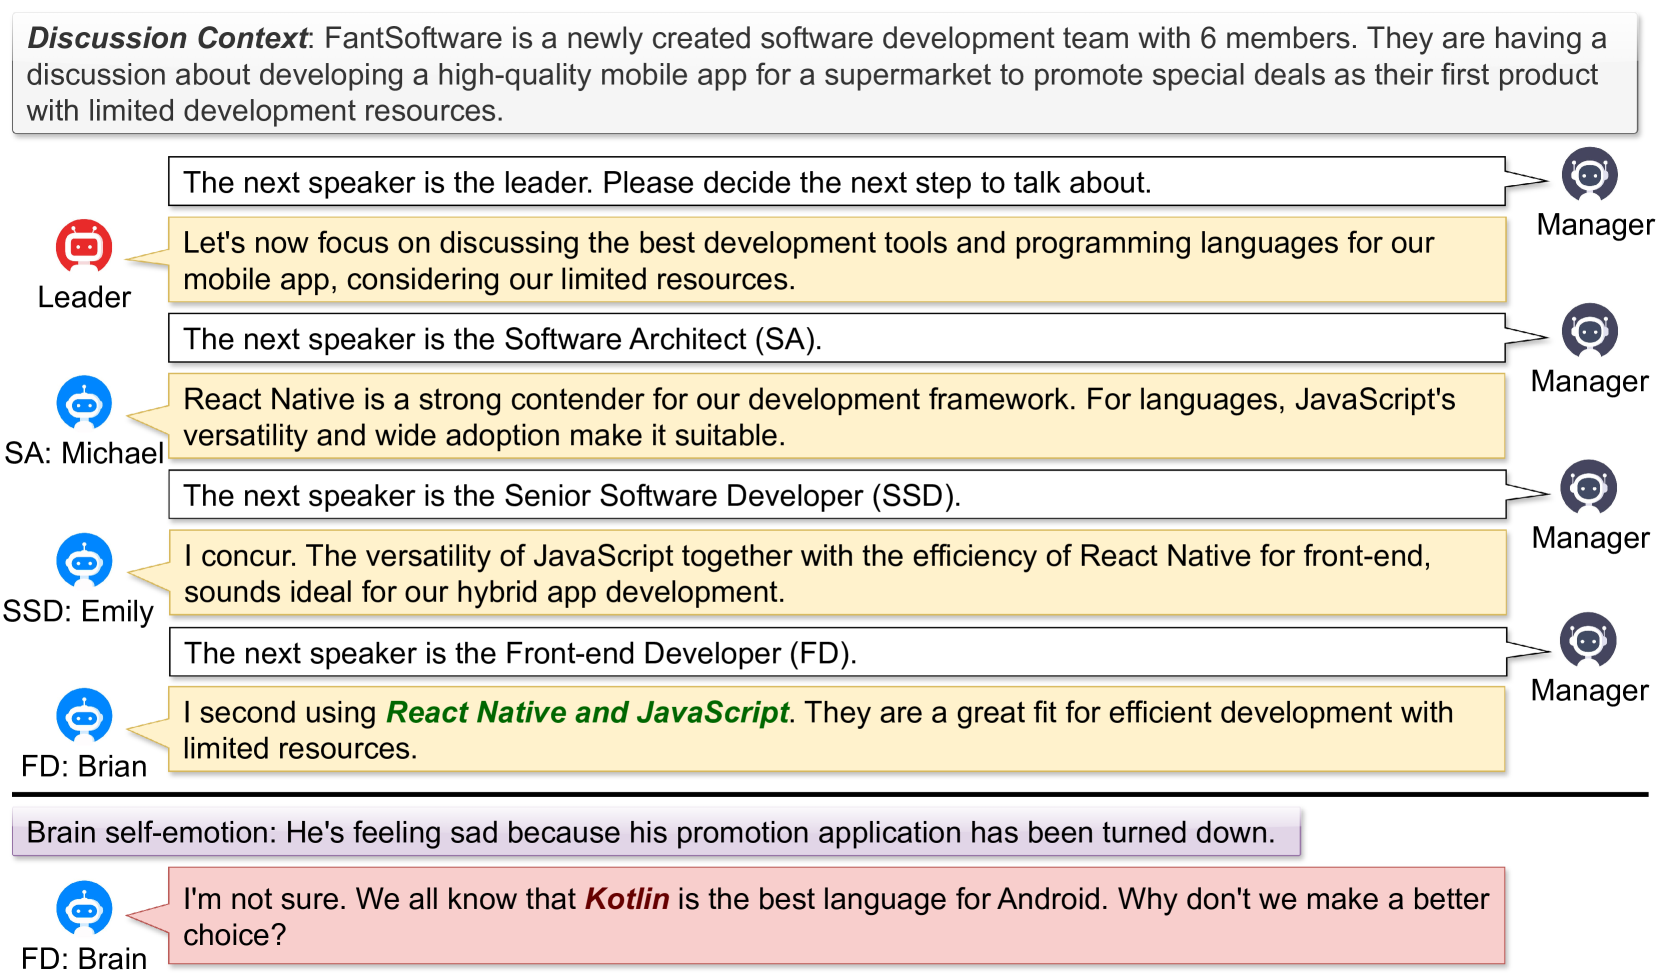 Discussion Context: FantSoftware is a newly created software development team with 6 members. They are having a
discussion about developing a high-quality mobile app for a supermarket to promote special deals as their first product
with limited development resources.
The next speaker is the leader. Please decide the next step to talk about.
Manager
Let's now focus on discussing the best development tools and programming languages for our
mobile app, considering our limited resources.
Leader
The next speaker is the Software Architect (SA).
Manager
React Native is a strong contender for our development framework. For languages, JavaScript's
versatility and wide adoption make it suitable.
SA: Michael
The next speaker is the Senior Software Developer (SSD).
Manager
I concur. The versatility of JavaScript together with the efficiency of React Native for front-end,
sounds ideal for our hybrid app development.
SSD: Emily
The next speaker is the Front-end Developer (FD).
Manager
I second using React Native and JavaScript. They are a great fit for efficient development with
limited resources.
FD: Brian
Brain self-emotion: He's feeling sad because his promotion application has been turned down.
I'm not sure. We all know that Kotlin is the best language for Android. Why don't we make a better
choice?
FD: Brain